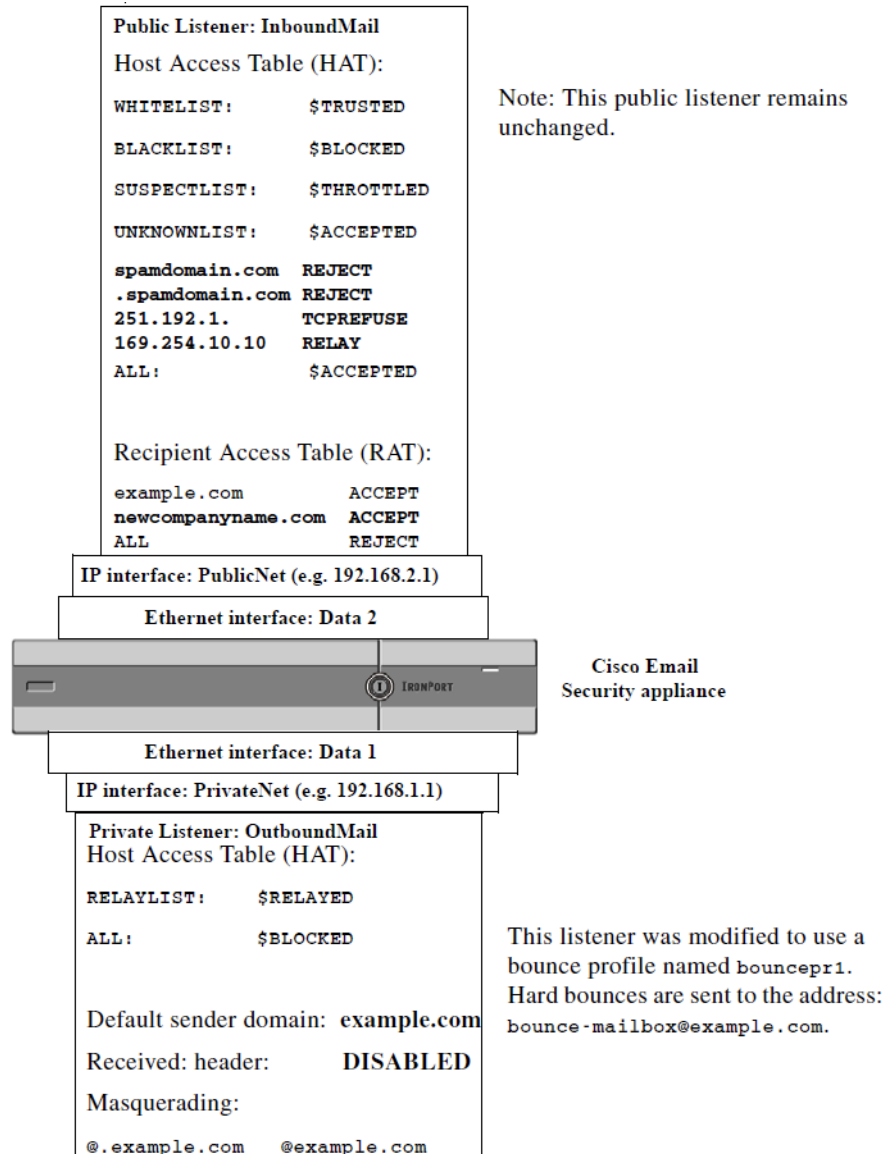 Public Listener: InboundMail
Host Access Table (HAT):
WHITELIST: $TRUSTED
BLACKLIST: $BLOCKED
SUSPECTLIST: $THROTTLED
UNKNOWNLIST: $ACCEPTED
spamdomain.com REJECT
.spamdomain.com REJECT
251.192.1. TCPREFUSE
169.254.10.10 RELAY
ALL: $ACCEPTED
Note: This public listener remains
unchanged.
Recipient Access Table (RAT):
example.com ACCEPT
newcompanyname.com ACCEPT
ALL REJECT
IP interface: PublicNet (e.g. 192.168.2.1)
Ethernet interface: Data 2
IRONPORT
Cisco Email
Security appliance
Ethernet interface: Data 1
IP interface: PrivateNet (e.g. 192.168.1.1)
Private Listener: OutboundMail
Host Access Table (HAT):
RELAYLIST: $RELAYED
ALL: $BLOCKED
Default sender domain: example.com
Received: header: DISABLED
Masquerading:
@.example.com @example.com
This listener was modified to use a
bounce profile named bouncepr1.
Hard bounces are sent to the address:
bounce-mailbox@example.com.